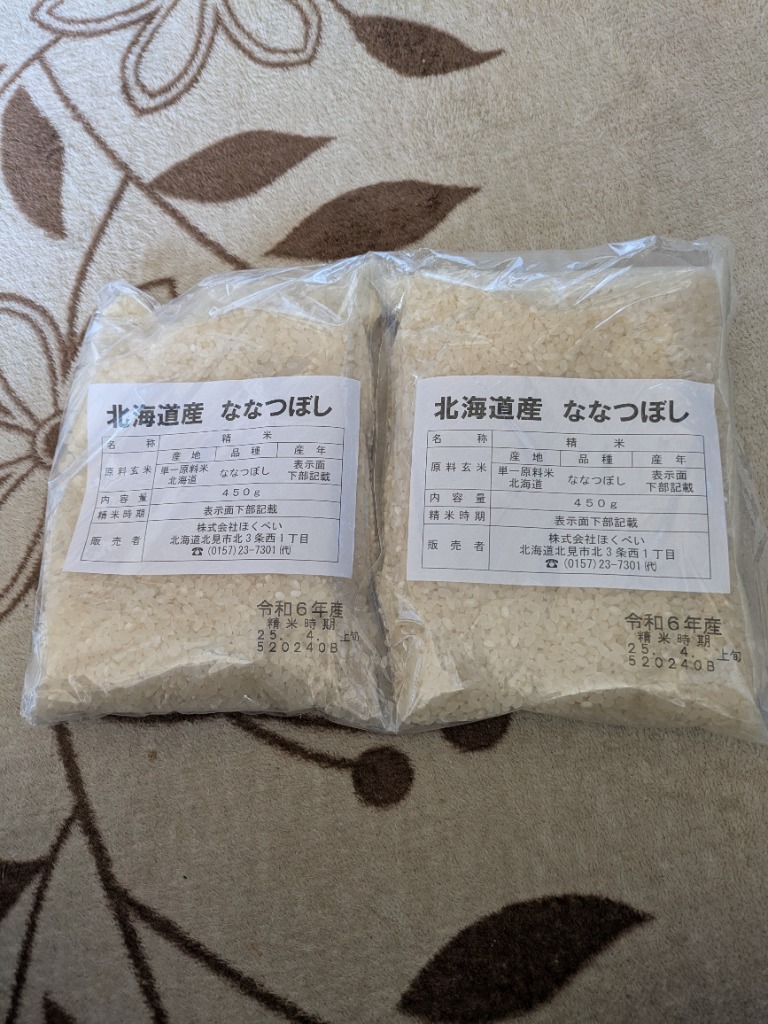 北海道産 ななつぼし
名称 精米
原料玄米 産地 品種 産年
単一原料米 北海道 ななつぼし 表示面下部記載
内容量 450g
精米時期 表示面下部記載
販売者 株式会社ほくべい
北海道北見市北3条西1丁目
☎(0157)23-7301㈹
令和6年産
精米時期
25. 4. 上旬
520240B
北海道産 ななつぼし
名称 精米
原料玄米 産地 品種 産年
単一原料米 北海道 ななつぼし 表示面下部記載
内容量 450g
精米時期 表示面下部記載
販売者 株式会社ほくべい
北海道北見市北3条西1丁目
☎(0157)23-7301㈹
令和6年産
精米時期
25. 4. 上旬
520240B